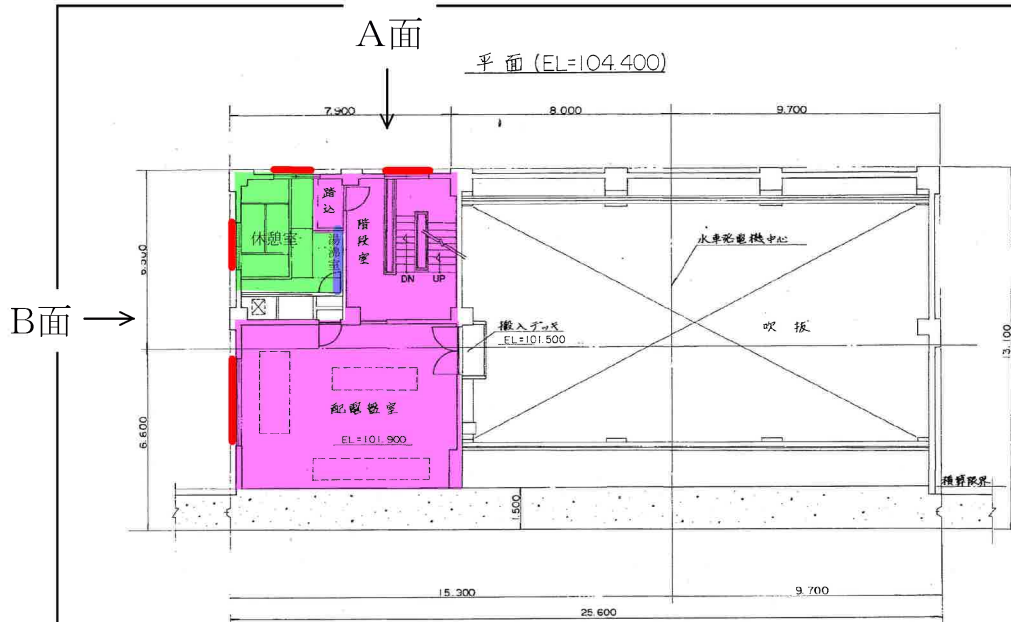 A面
平面(EL=104.400)
7.900
8.000
9.700
踏込
休憩室
湯沸室
階段室
6.500
水車発電機中心
DN
UP
B面
搬入デッキ
EL=101.500
吹抜
13.100
配電盤室
EL=101.900
6.600
積算限界
1.500
15.300
9.700
25.600